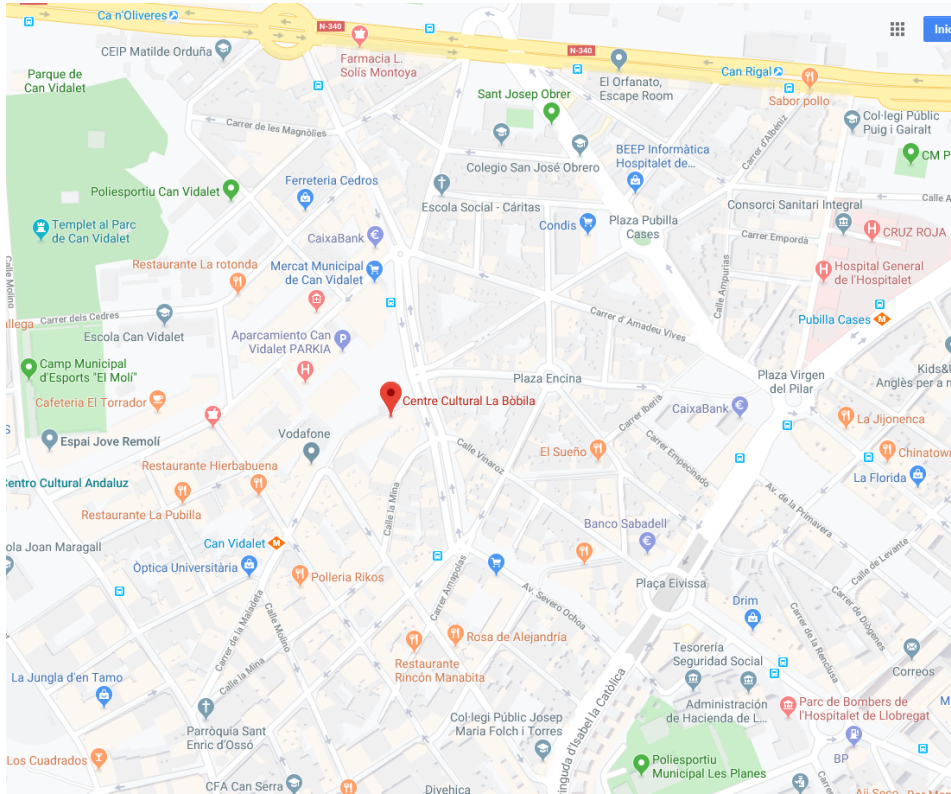 Ca n'Oliveres
N-340
Farmacia L.
Solís Montoya
CEIP Matilde Orduña
N-340
El Orfanato,
Escape Room
Can Rigal
Sabor pollo
Parque de
Can Vidalet
Sant Josep Obrer
Carrer de les Magnòlies
Carrer d'Albéniz
Col·legi Públic
Puig i Gairalt
Colegio San José Obrero
BEEP Informàtica
Hospitalet de...
CM P
Ferreteria Cedros
Poliesportiu Can Vidalet
Escola Social - Cáritas
Consorci Sanitari Integral
Calle A
Templet al Parc
de Can Vidalet
CaixaBank
Condis
Plaza Pubilla
Cases
Carrer Empordà
CRUZ ROJA
Restaurante La rotonda
Mercat Municipal
de Can Vidalet
Calle Ampurias
Hospital General
de l'Hospitalet
Calle Molino
Carrer dels Cedres
Escola Can Vidalet
Aparcamiento Can
Vidalet PARKIA
P
Carrer d' Amadeu Vives
Pubilla Cases
M
Camp Municipal
d'Esports "El Molí"
Plaza Encina
Plaza Virgen
del Pilar
Kids&
Anglès per a n
Cafeteria El Torrador
Centre Cultural La Bòbila
CaixaBank
La Jijonenca
Carrer Iberia
Espai Jove Remolí
Vodafone
Calle Vinaroz
El Sueño
Carrer Empecinado
Chinatown
Restaurante Hierbabuena
La Florida
Centro Cultural Andaluz
Restaurante La Pubilla
Calle la Mina
Av. de la Primavera
Banco Sabadell
ola Joan Maragall
Can Vidalet
M
Calle de Levante
Òptica Universitària
Polleria Rikos
Carrer Amapolas
Plaça Eivissa
Av. Severo Ochoa
Drim
Carrer de la Maladeta
Calle Molino
Rosa de Alejandría
Carrer de Diògenes
Carrer de la Renclusa
Restaurante
Rincón Manabita
Tesorería
Seguridad Social
Correos
Calle la Mina
La Jungla d'en Tamo
Administración
de Hacienda de L...
Parc de Bombers de
l'Hospitalet de Llobregat
Parròquia Sant
Enric d'Ossó
Col·legi Públic Josep
Maria Folch i Torres
inguda d'Isabel la Catòlica
BP
Los Cuadrados
Poliesportiu
Municipal Les Planes
CFA Can Serra
Divehica